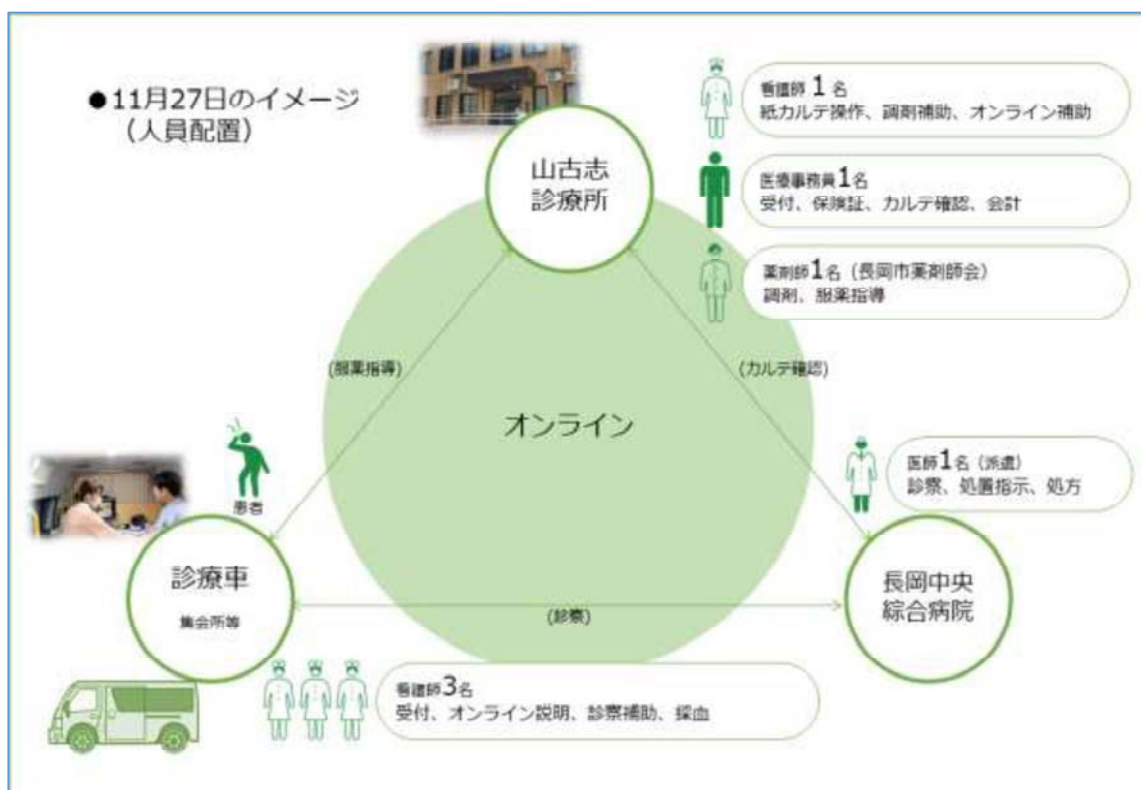 ●11月27日のイメージ
（人員配置）
山古志
診療所
看護師1名
紙カルテ操作、調剤補助、オンライン補助
医療事務員1名
受付、保険証、カルテ確認、会計
薬剤師1名（長岡市薬剤師会）
調剤、服薬指導
(服薬指導)
(カルテ確認)
オンライン
患者
医師1名（派遣）
診察、処置指示、処方
診療車
集会所等
(診察)
長岡中央
綜合病院
看護師3名
受付、オンライン説明、診察補助、採血